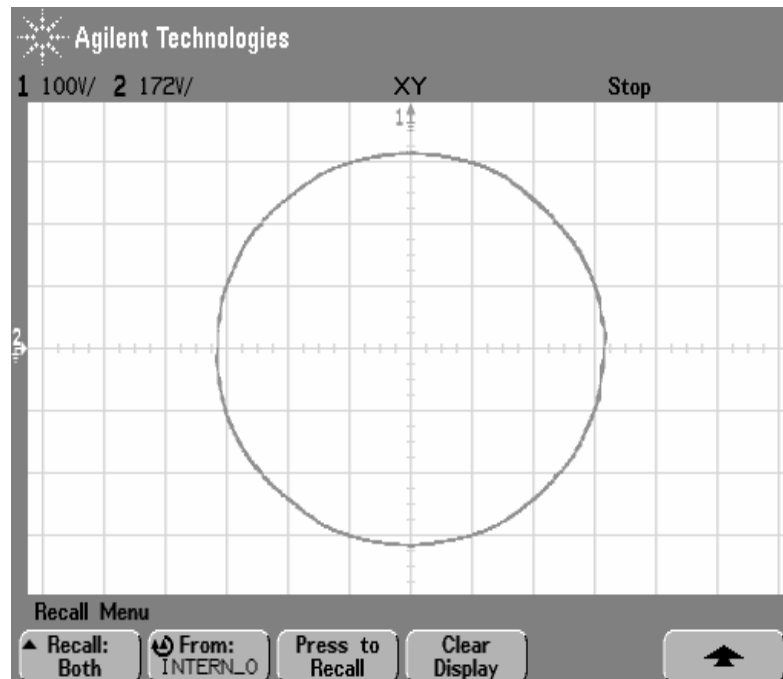 Agilent Technologies
1 100V/ 2 172V/ XY Stop
1
2
Recall Menu
Recall: Both
From: INTERN_0
Press to Recall
Clear Display